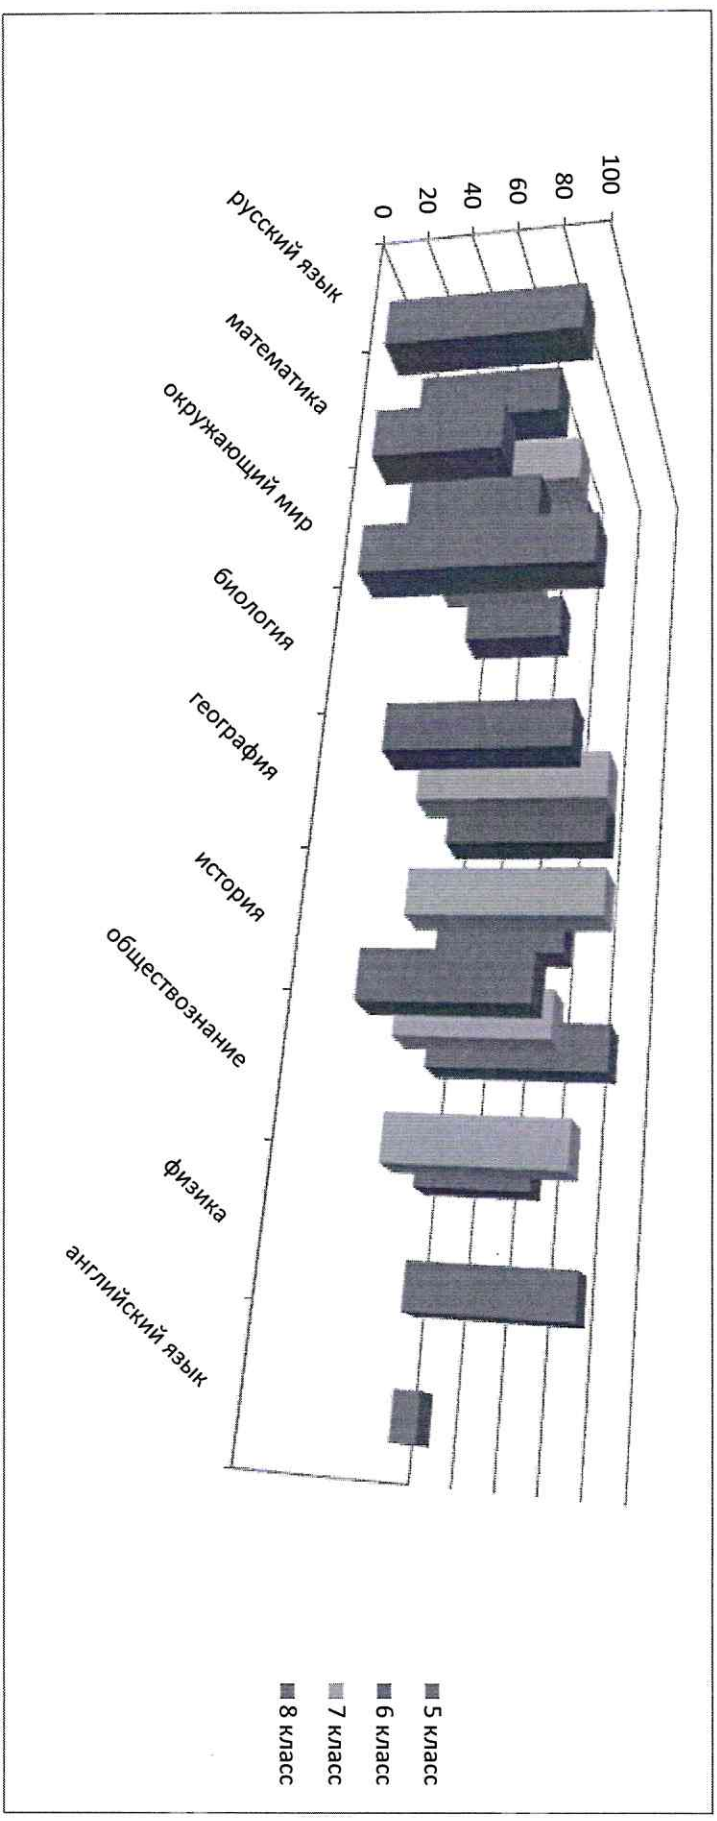 100
80
60
40
20
0
русский язык
математика
окружающий мир
биология
география
история
обществознание
физика
английский язык
5 класс
6 класс
7 класс
8 класс